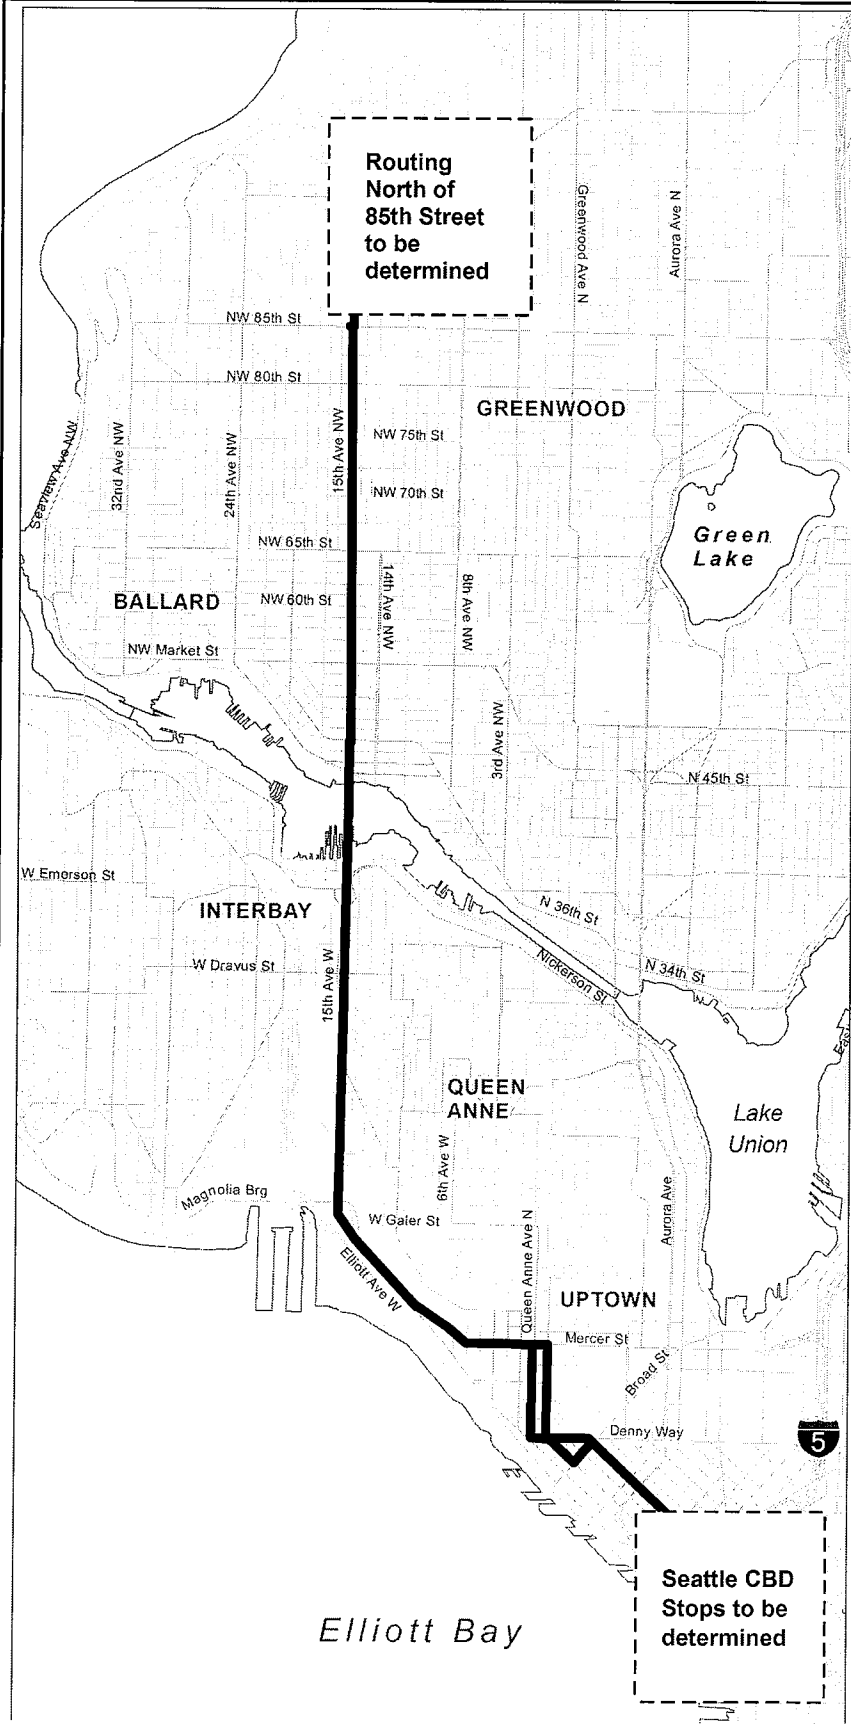 Routing
North of
85th Street
to be
determined
Greenwood Ave N
Aurora Ave N
NW 85th St
NW 80th St
GREENWOOD
Seaview Ave NW
32nd Ave NW
24th Ave NW
15th Ave NW
NW 75th St
NW 70th St
NW 65th St
Green
Lake
BALLARD
NW 60th St
14th Ave NW
8th Ave NW
NW Market St
3rd Ave NW
N 45th St
W Emerson St
INTERBAY
N 36th St
W Dravus St
15th Ave W
Nickerson St
N 34th St
QUEEN
ANNE
Lake
Union
6th Ave W
Magnolia Brg
W Galer St
Queen Anne Ave N
Aurora Ave
Elliott Ave W
UPTOWN
Mercer St
Broad St
Denny Way
5
Seattle CBD
Stops to be
determined
Elliott Bay